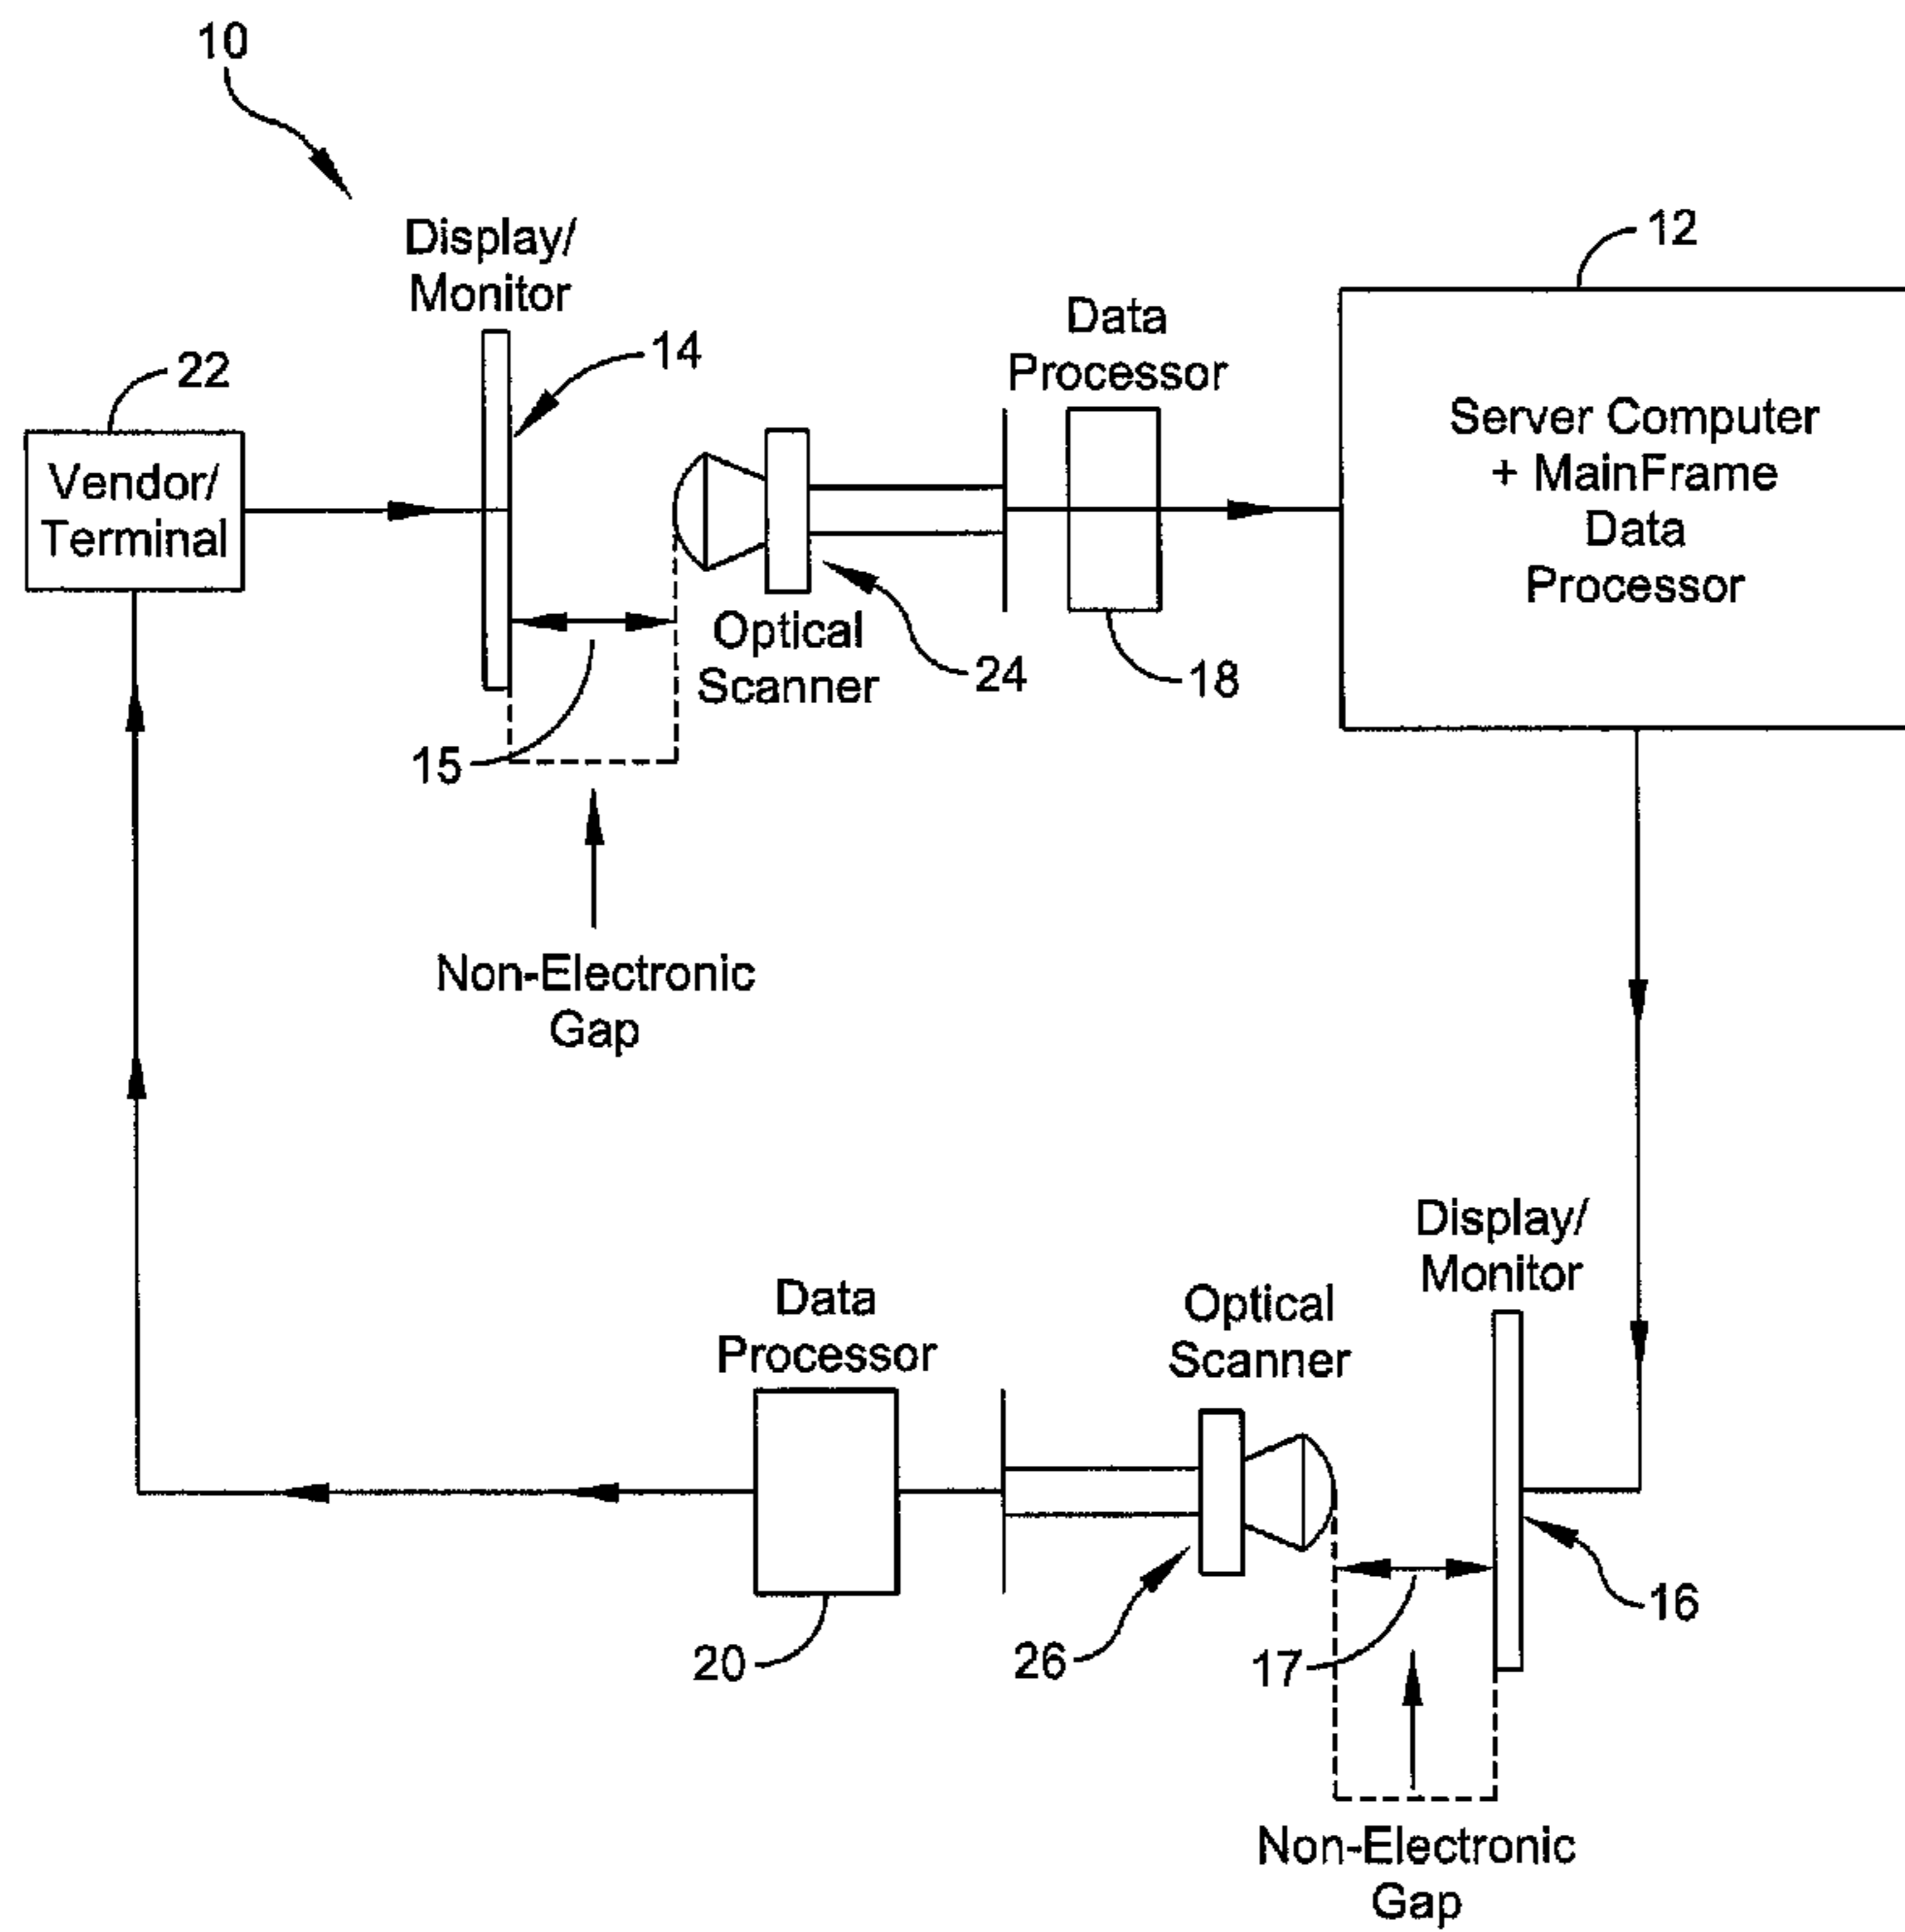 10
Display/
Monitor
14
22
Vendor/
Terminal
Data
Processor
12
Server Computer
+ MainFrame
Data
Processor
Optical
Scanner
24
18
15
Non-Electronic
Gap
Display/
Monitor
Optical
Scanner
Data
Processor
20
26
17
16
Non-Electronic
Gap